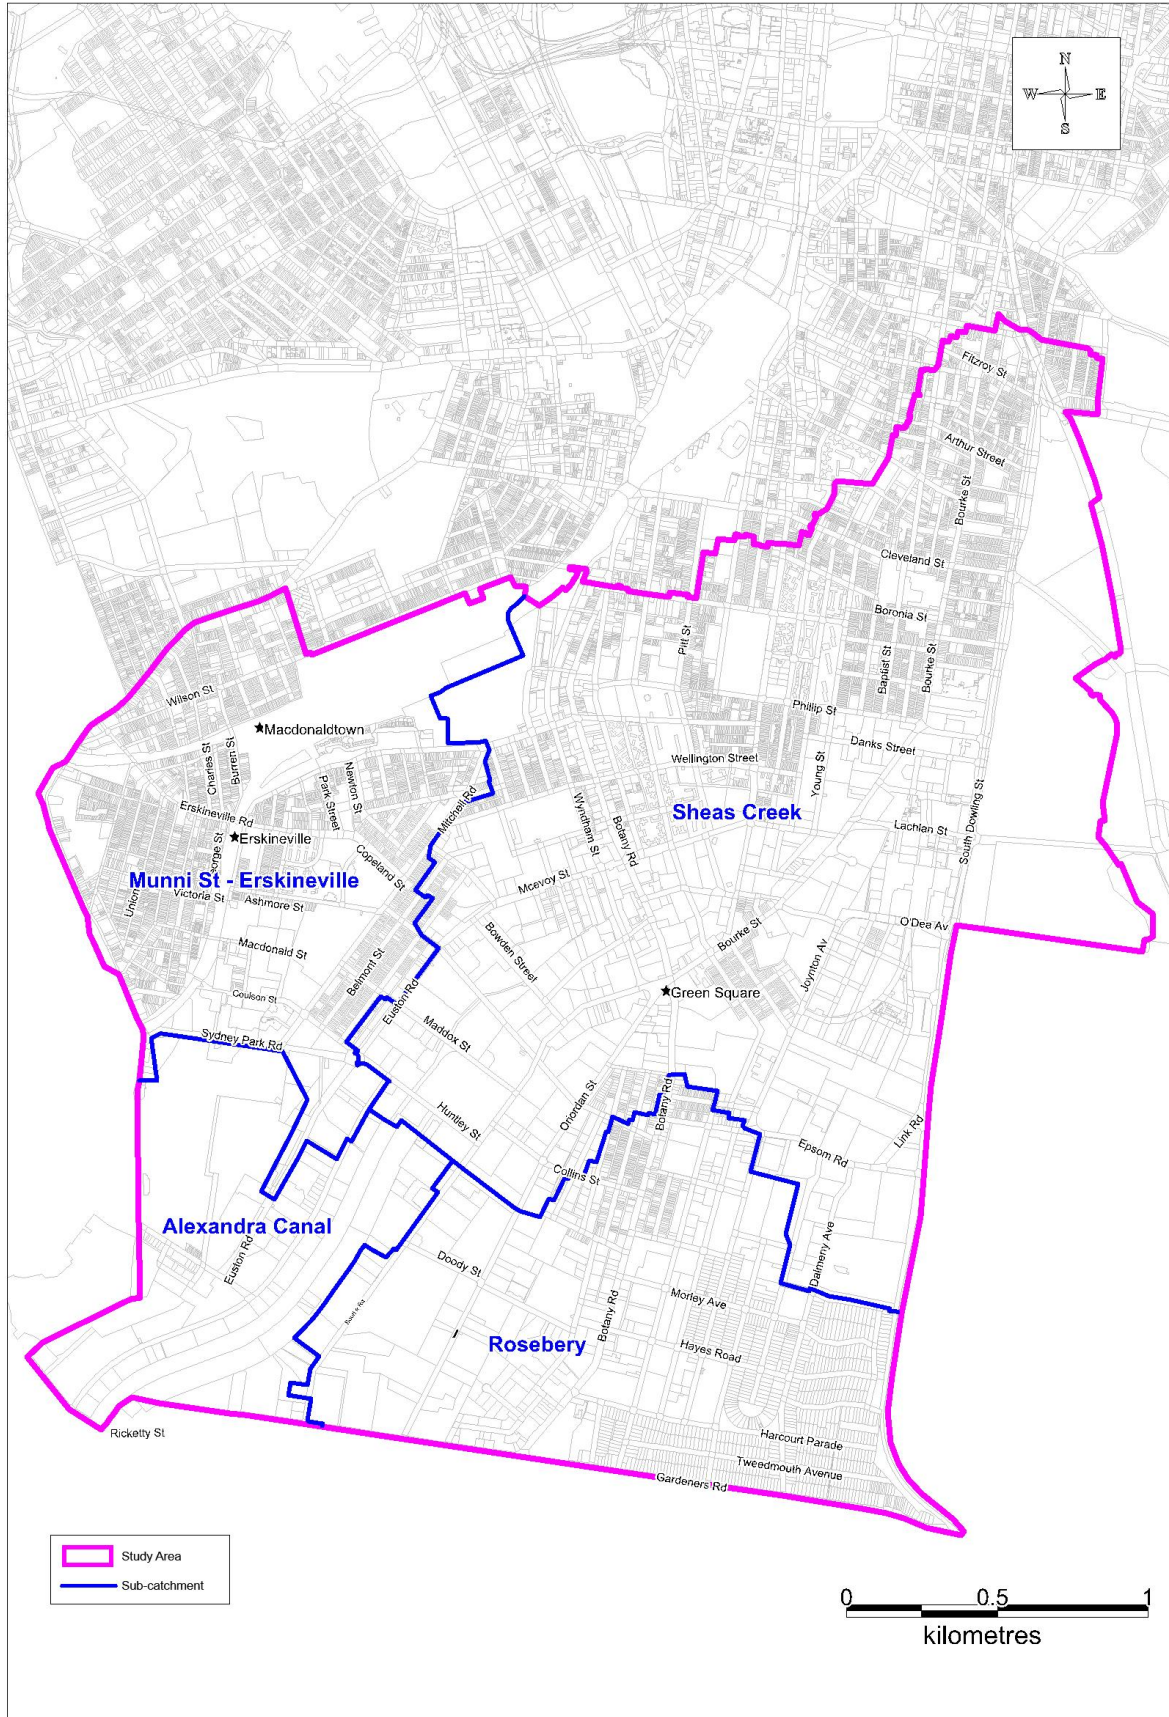 N
W E
S
Fitzroy St
Arthur Street
Bourke St
Cleveland St
Boronia St
Pitt St
Baptist St
Bourke St
Wilson St
Phillip St
Macdonaldtown
Danks Street
Charles St
Burren St
Wellington Street
Newton St
Park Street
Young St
Mitchell Rd
Sheas Creek
South Dowling St
Erskineville Rd
Wyndham St
Botany Rd
Lachlan St
Erskineville
eorge St
Copeland St
Munni St - Erskineville
Mcevoy St
Union
Victoria St
Ashmore St
O'Dea Av
Bourke St
Macdonald St
Bowden Street
Joynton Av
Belmont St
Coulson St
Euston Rd
Green Square
Sydney Park Rd
Maddox St
Oriordan St
Botany Rd
Huntley St
Link Rd
Epsom Rd
Collins St
Alexandra Canal
Euston Rd
Doody St
Dalmeny Ave
Morley Ave
Botany Rd
Rosebery
Hayes Road
Ricketty St
Harcourt Parade
Tweedmouth Avenue
Gardeners Rd
Study Area
Sub-catchment
0 0.5 1
kilometres